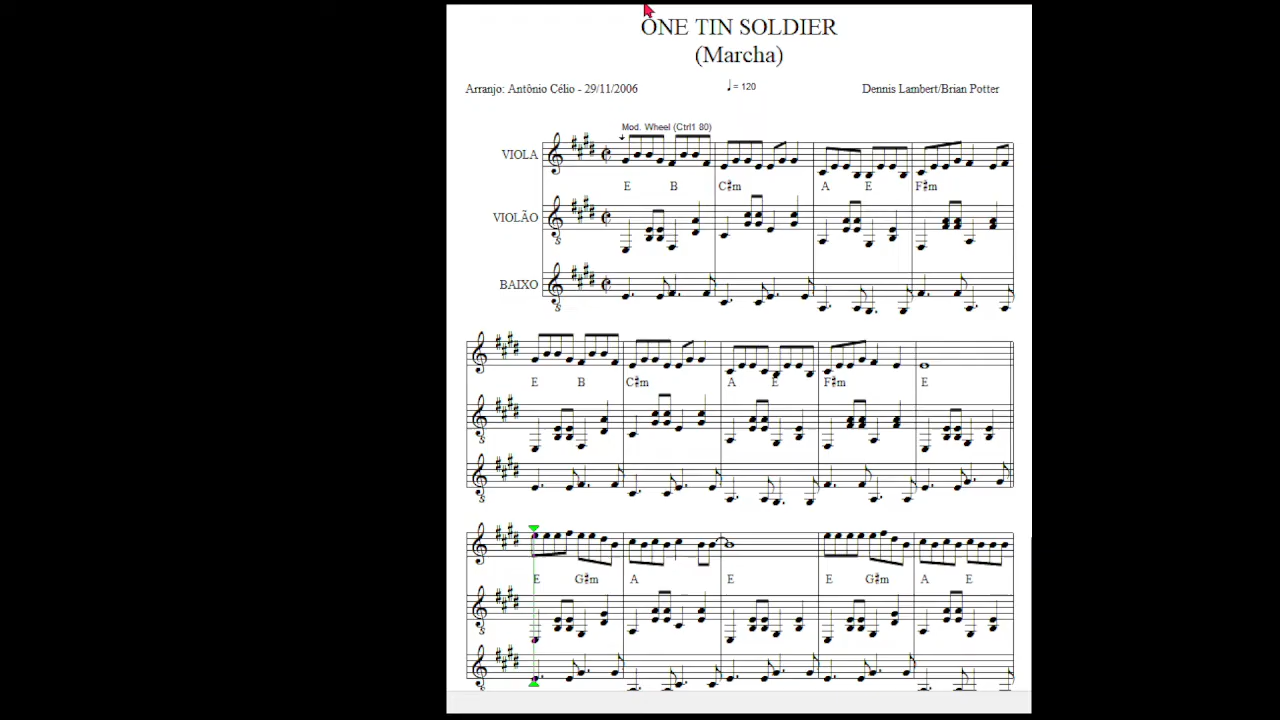 ONE TIN SOLDIER
(Marcha)
Arranjo: Antônio Célio - 29/11/2006
♩= 120
Dennis Lambert/Brian Potter
Mod. Wheel (Ctrl1 80)
VIOLA
E B C#m A E F#m
VIOLÃO
BAIXO
E B C#m A E F#m E
E G#m A E E G#m A E